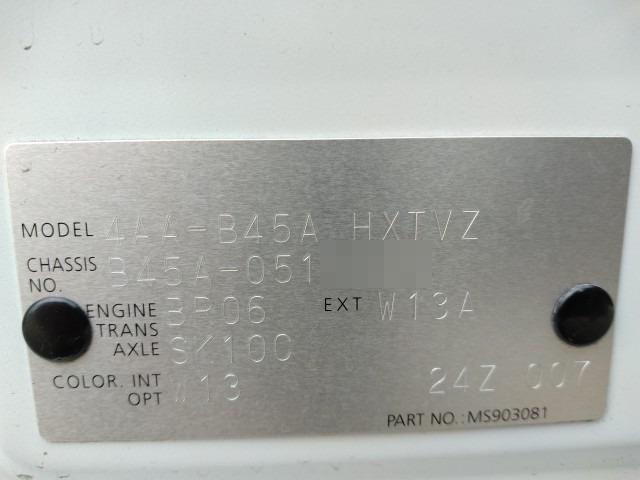 MODEL 4AA-B45A HXTVZ
CHASSIS NO. B45A-051
ENGINE BR06 EXT W13A
TRANS AXLE SK100
COLOR. INT W13
OPT 24Z 007
PART NO.: MS903081